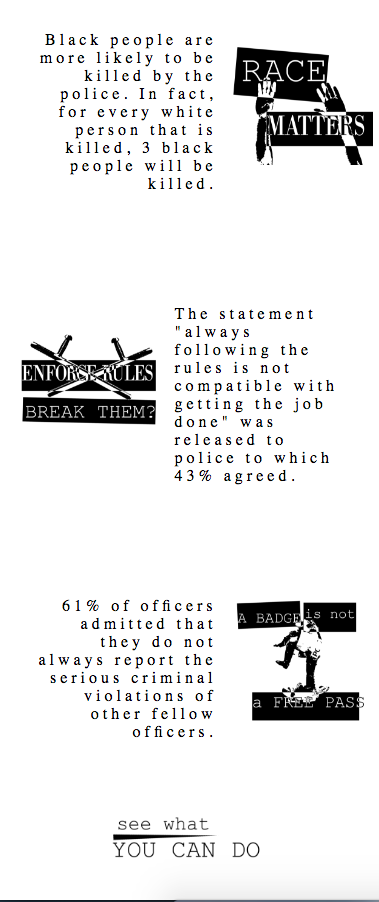 Black people are
more likely to be
killed by the
police. In fact,
for every white
person that is
killed, 3 black
people will be
killed.
RACE
MATTERS
ENFORCE RULES
BREAK THEM?
The statement
"always
following the
rules is not
compatible with
getting the job
done" was
released to
police to which
43% agreed.
61% of officers
admitted that
they do not
always report the
serious criminal
violations of
other fellow
officers.
A BADGE is not
a FREE PASS
see what
YOU CAN DO